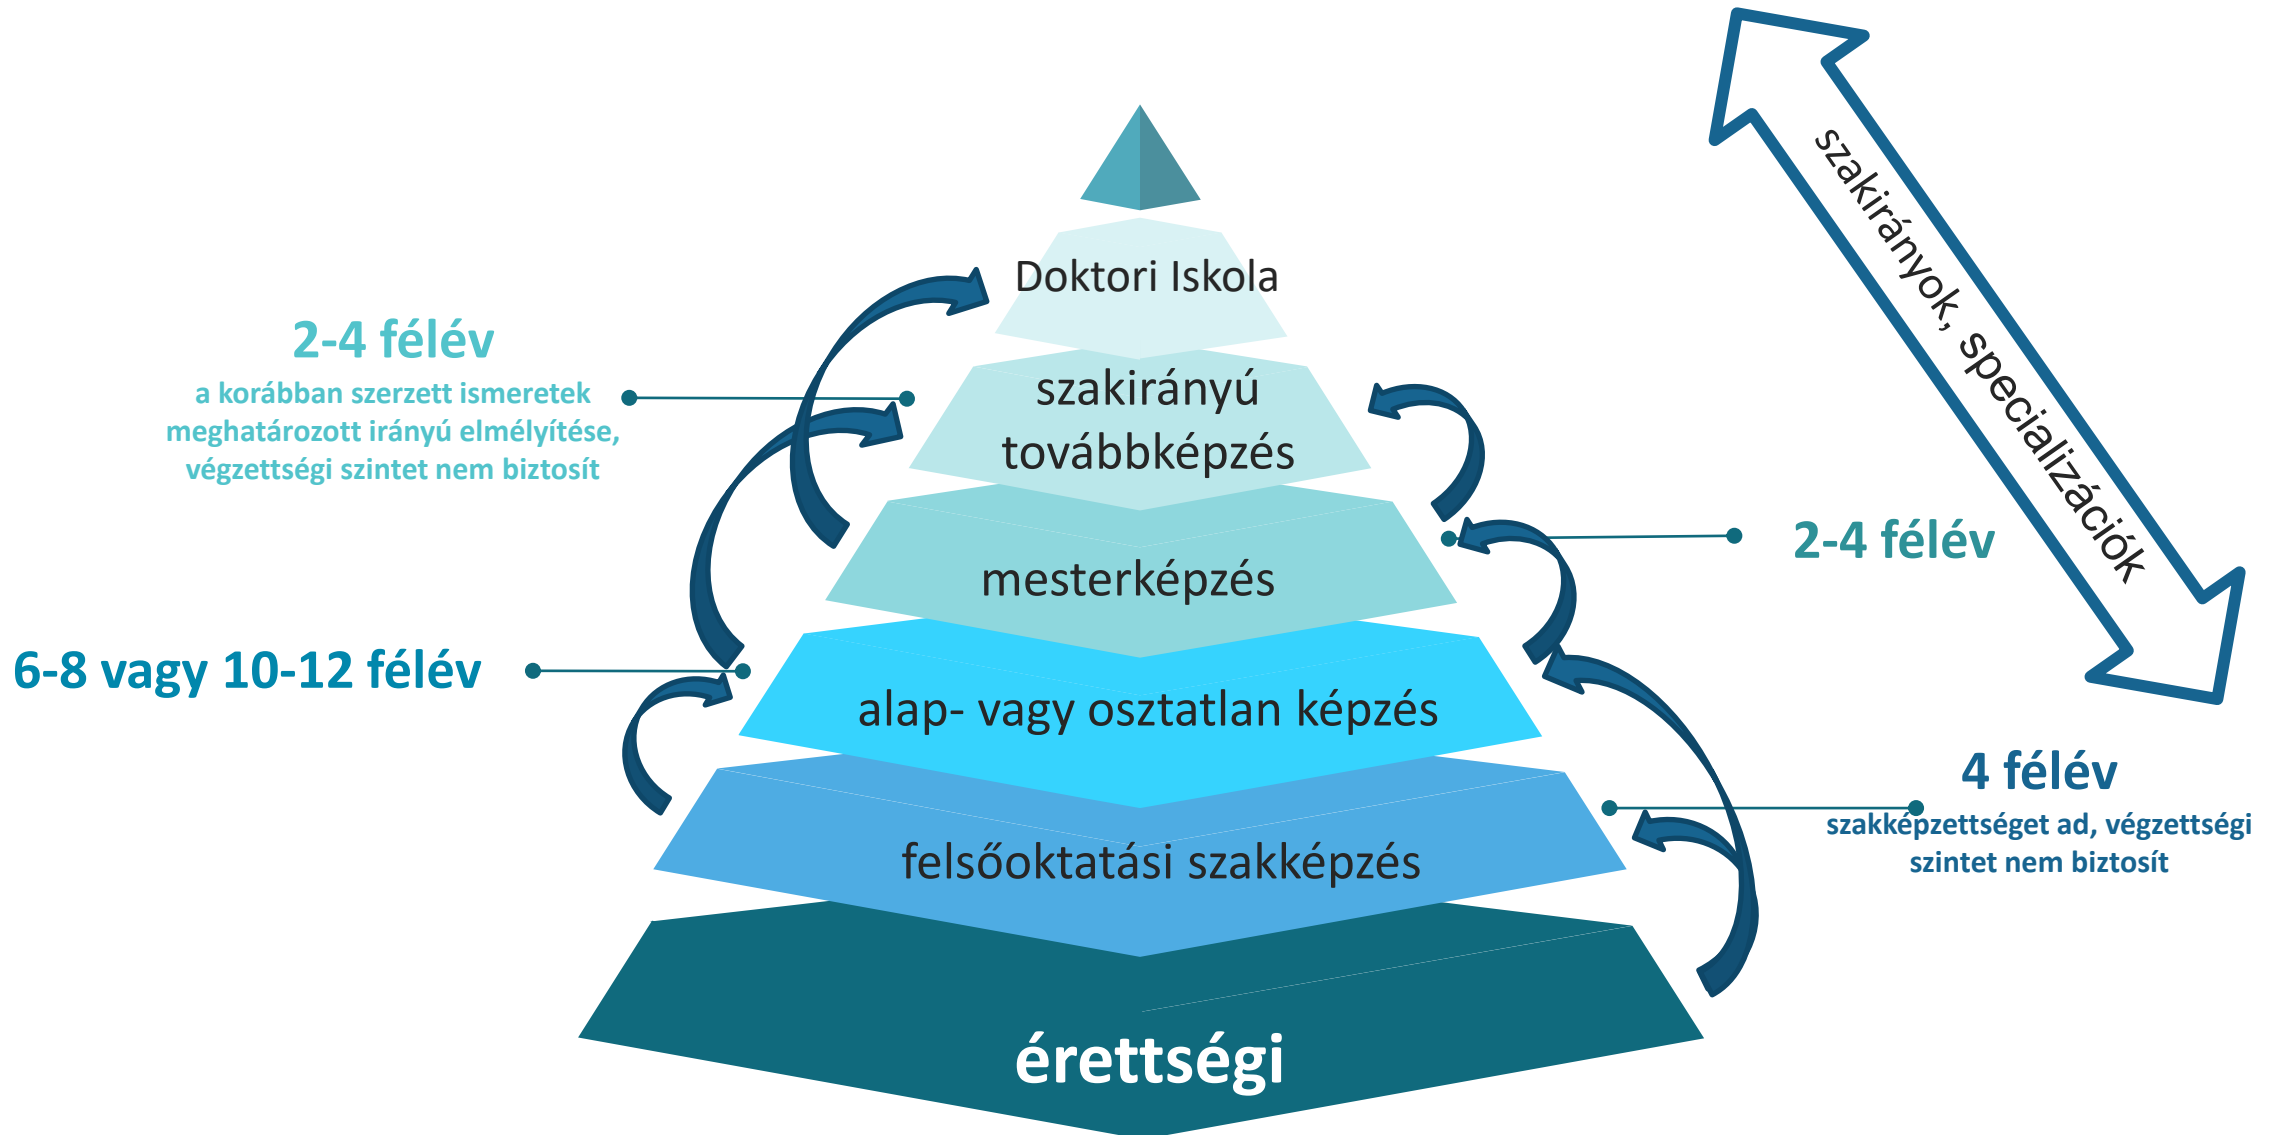 szakirányok, specializációk
Doktori Iskola
2-4 félév
a korábban szerzett ismeretek
meghatározott irányú elmélyítése,
végzettségi szintet nem biztosít
szakirányú
továbbképzés
2-4 félév
mesterképzés
6-8 vagy 10-12 félév
alap- vagy osztatlan képzés
4 félév
szakképzettséget ad, végzettségi
szintet nem biztosít
felsőoktatási szakképzés
érettségi